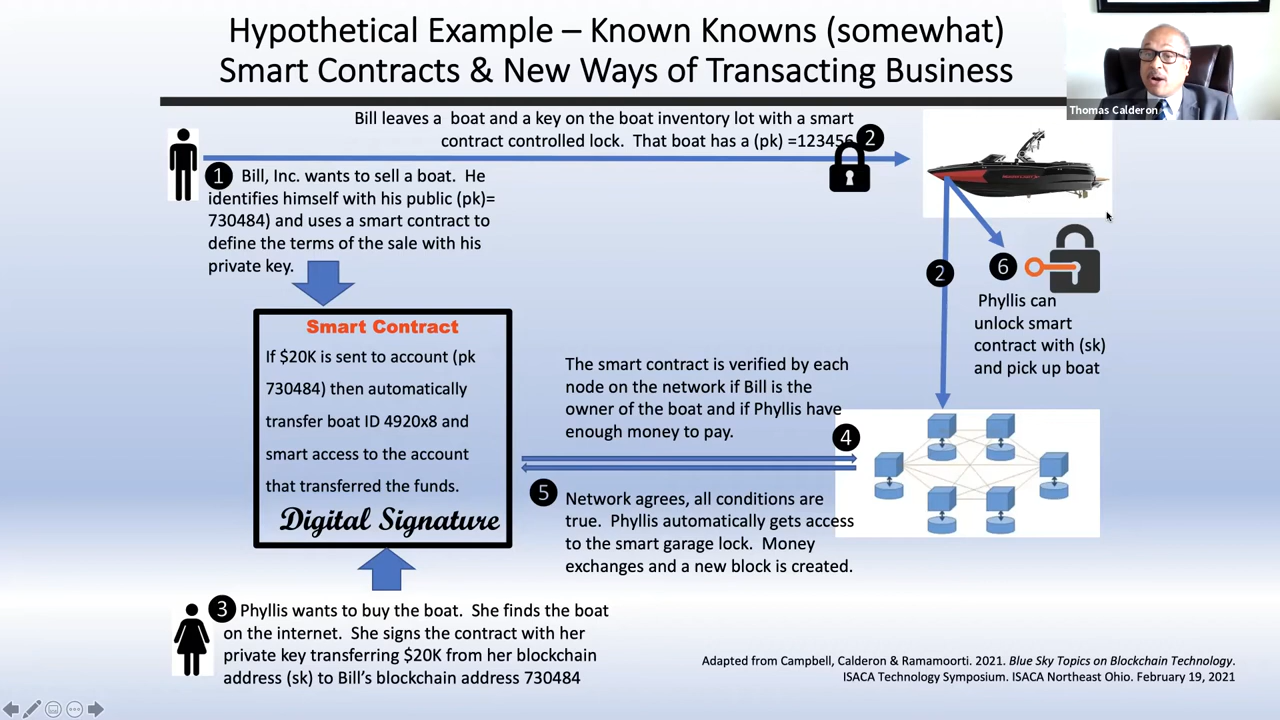 Hypothetical Example – Known Knowns (somewhat)
Smart Contracts & New Ways of Transacting Business
Thomas Calderon
Bill leaves a boat and a key on the boat inventory lot with a smart
contract controlled lock. That boat has a (pk) =123456
2
1
Bill, Inc. wants to sell a boat. He
identifies himself with his public (pk)=
730484) and uses a smart contract to
define the terms of the sale with his
private key.
2
6
Phyllis can
unlock smart
contract with (sk)
and pick up boat
Smart Contract
If $20K is sent to account (pk
730484) then automatically
transfer boat ID 4920x8 and
smart access to the account
that transferred the funds.
Digital Signature
The smart contract is verified by each
node on the network if Bill is the
owner of the boat and if Phyllis have
enough money to pay.
4
5
Network agrees, all conditions are
true. Phyllis automatically gets access
to the smart garage lock. Money
exchanges and a new block is created.
3
Phyllis wants to buy the boat. She finds the boat
on the internet. She signs the contract with her
private key transferring $20K from her blockchain
address (sk) to Bill's blockchain address 730484
Adapted from Campbell, Calderon & Ramamoorti. 2021. Blue Sky Topics on Blockchain Technology.
ISACA Technology Symposium. ISACA Northeast Ohio. February 19, 2021